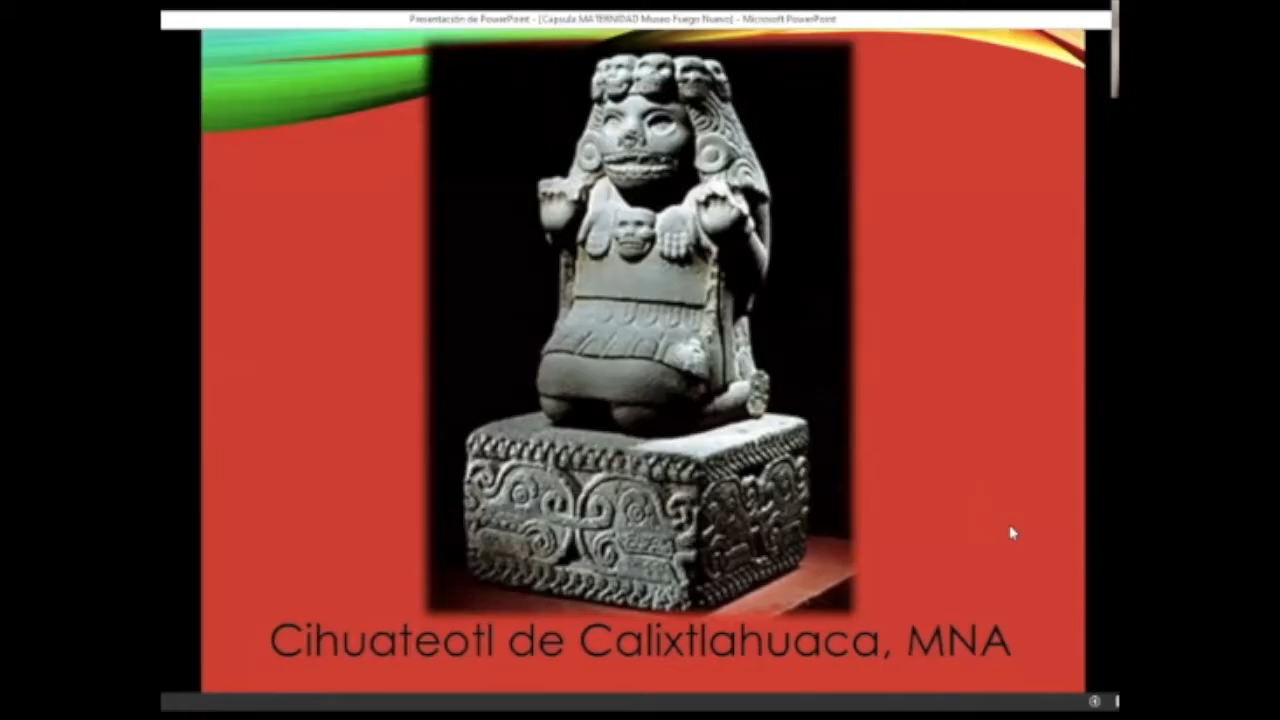 Presentación de PowerPoint - [Capsula MATERNIDAD Museo Fuego Nuevo] - Microsoft PowerPoint
Cihuateotl de Calixtlahuaca, MNA